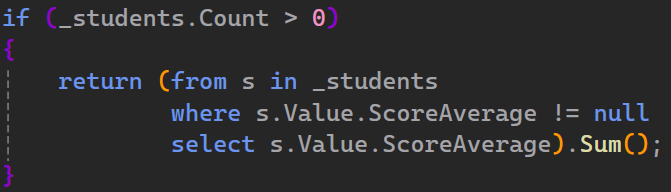 if (_students.Count > 0)
{
return (from s in _students
where s.Value.ScoreAverage != null
select s.Value.ScoreAverage).Sum();
}